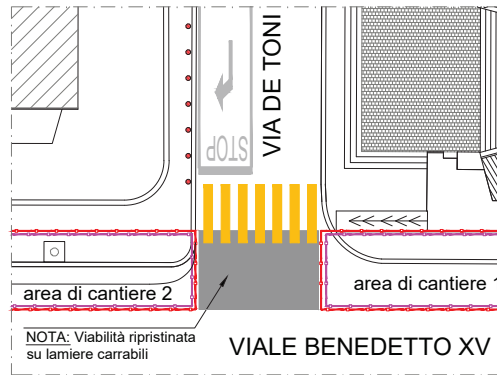 VIA DE TONI
STOP
area di cantiere 2
area di cantiere 1
NOTA: Viabilità ripristinata
su lamiere carrabili
VIALE BENEDETTO XV